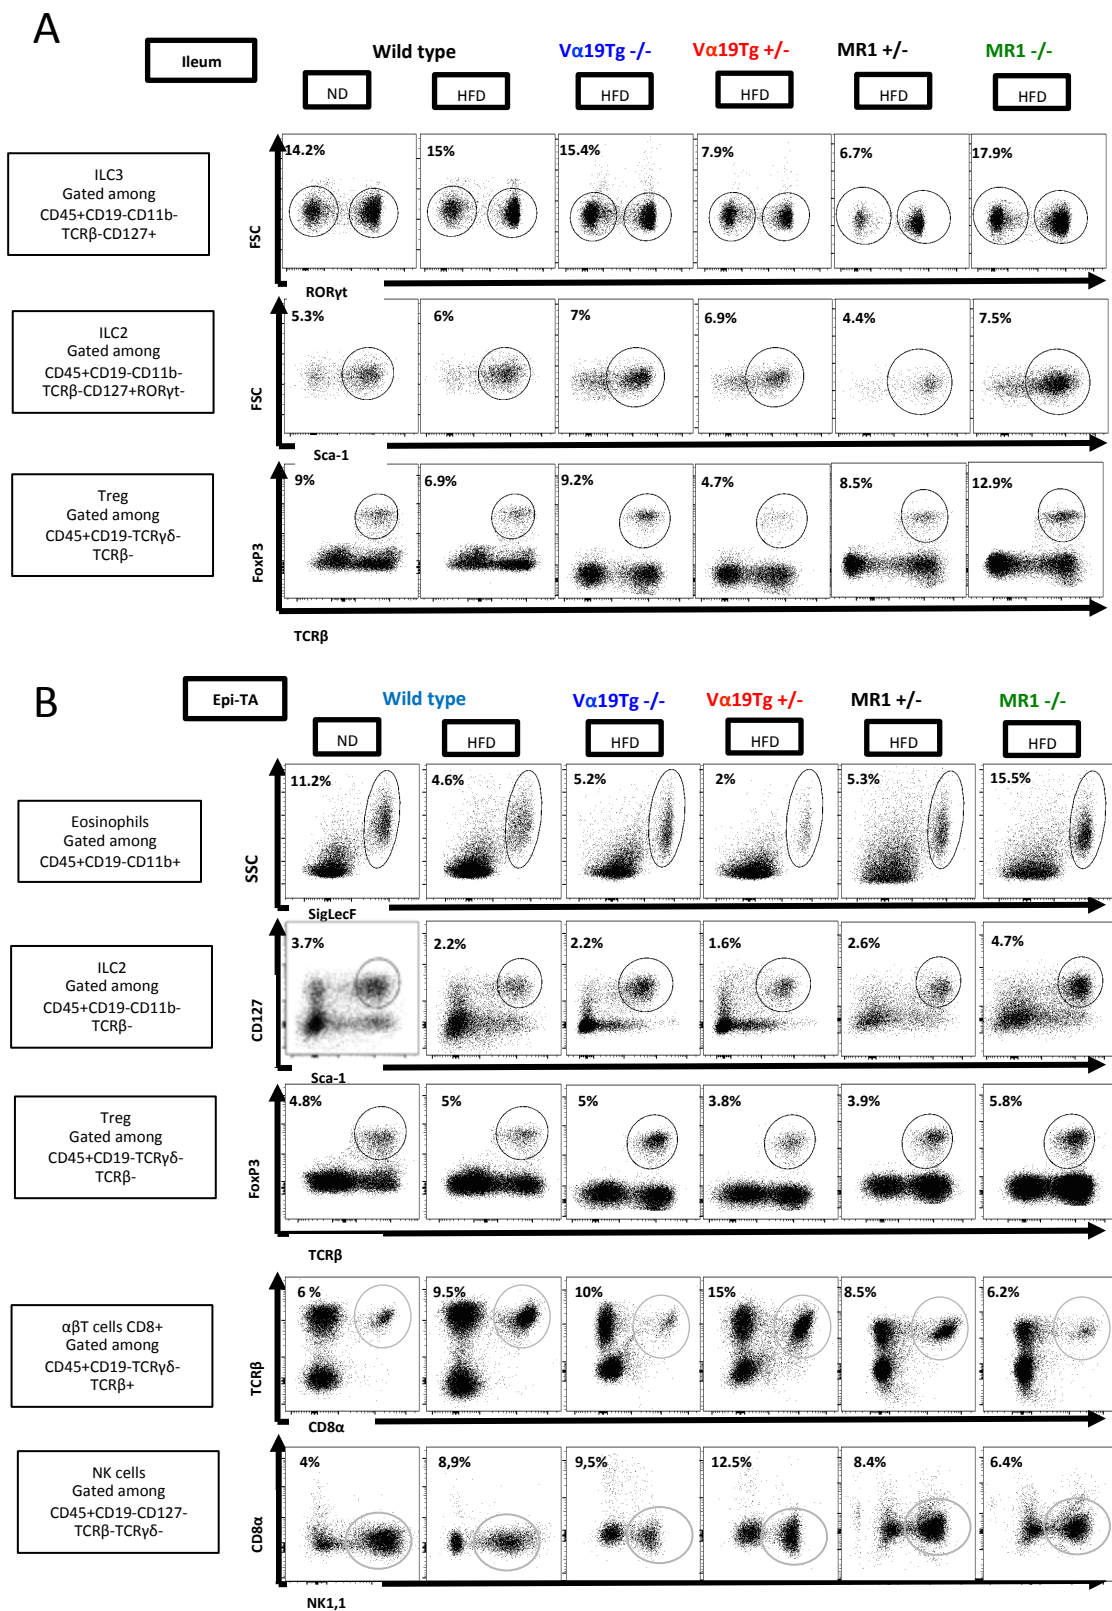 A
Ileum
Wild type
Vα19Tg -/-
Vα19Tg +/-
MR1 +/-
MR1 -/-
ND
HFD
HFD
HFD
HFD
HFD
ILC3
Gated among
CD45+CD19-CD11b-
TCRβ-CD127+
FSC
14.2%
15%
15.4%
7.9%
6.7%
17.9%
RORγt
ILC2
Gated among
CD45+CD19-CD11b-
TCRβ-CD127+RORγt-
FSC
5.3%
6%
7%
6.9%
4.4%
7.5%
Sca-1
Treg
Gated among
CD45+CD19-TCRγδ-
TCRβ-
FoxP3
9%
6.9%
9.2%
4.7%
8.5%
12.9%
TCRβ
B
Epi-TA
Wild type
Vα19Tg -/-
Vα19Tg +/-
MR1 +/-
MR1 -/-
ND
HFD
HFD
HFD
HFD
HFD
Eosinophils
Gated among
CD45+CD19-CD11b+
SSC
11.2%
4.6%
5.2%
2%
5.3%
15.5%
SigLecF
ILC2
Gated among
CD45+CD19-CD11b-
TCRβ-
CD127
3.7%
2.2%
2.2%
1.6%
2.6%
4.7%
Sca-1
Treg
Gated among
CD45+CD19-TCRγδ-
TCRβ-
FoxP3
4.8%
5%
5%
3.8%
3.9%
5.8%
TCRβ
αβT cells CD8+
Gated among
CD45+CD19-TCRγδ-
TCRβ+
TCRβ
6 %
9.5%
10%
15%
8.5%
6.2%
CD8α
NK cells
Gated among
CD45+CD19-CD127-
TCRβ-TCRγδ-
CD8α
4%
8,9%
9,5%
12.5%
8.4%
6.4%
NK1,1